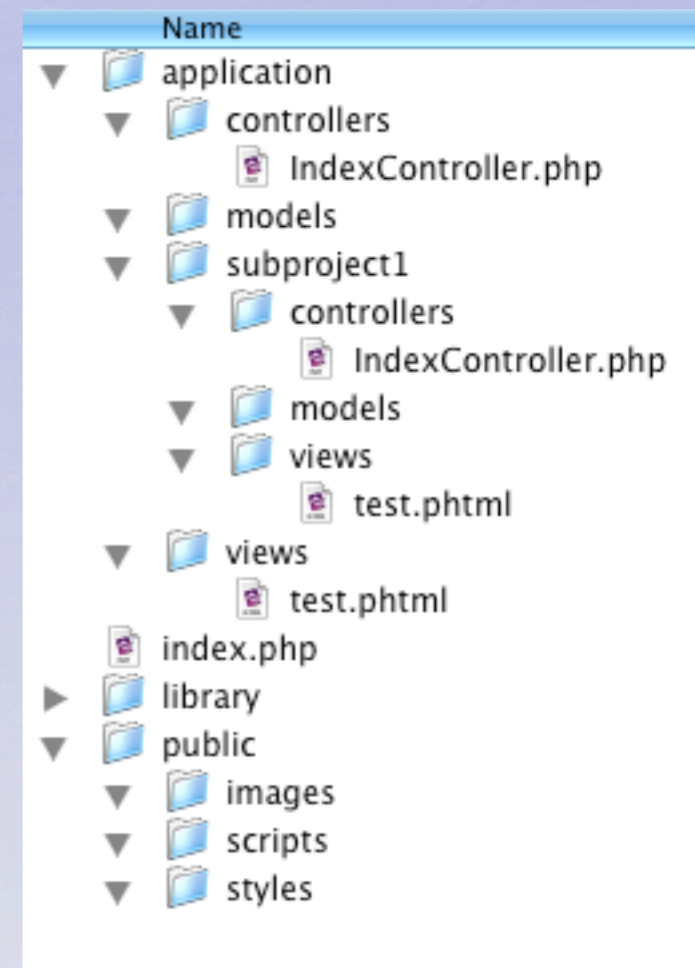 Name
application
controllers
IndexController.php
models
subproject1
controllers
IndexController.php
models
views
test.phtml
views
test.phtml
index.php
library
public
images
scripts
styles